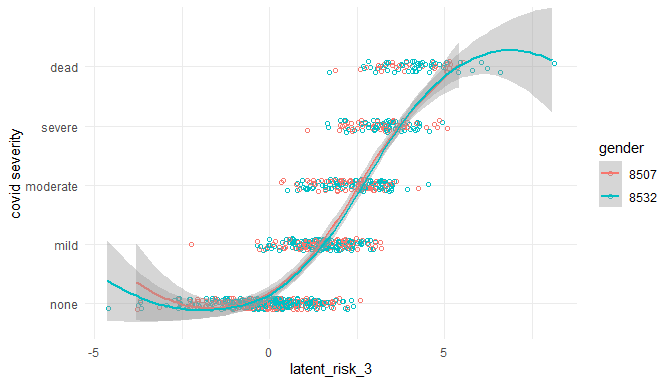 dead
severe
moderate
mild
none
covid severity
-5
0
5
latent_risk_3
gender
8507
8532